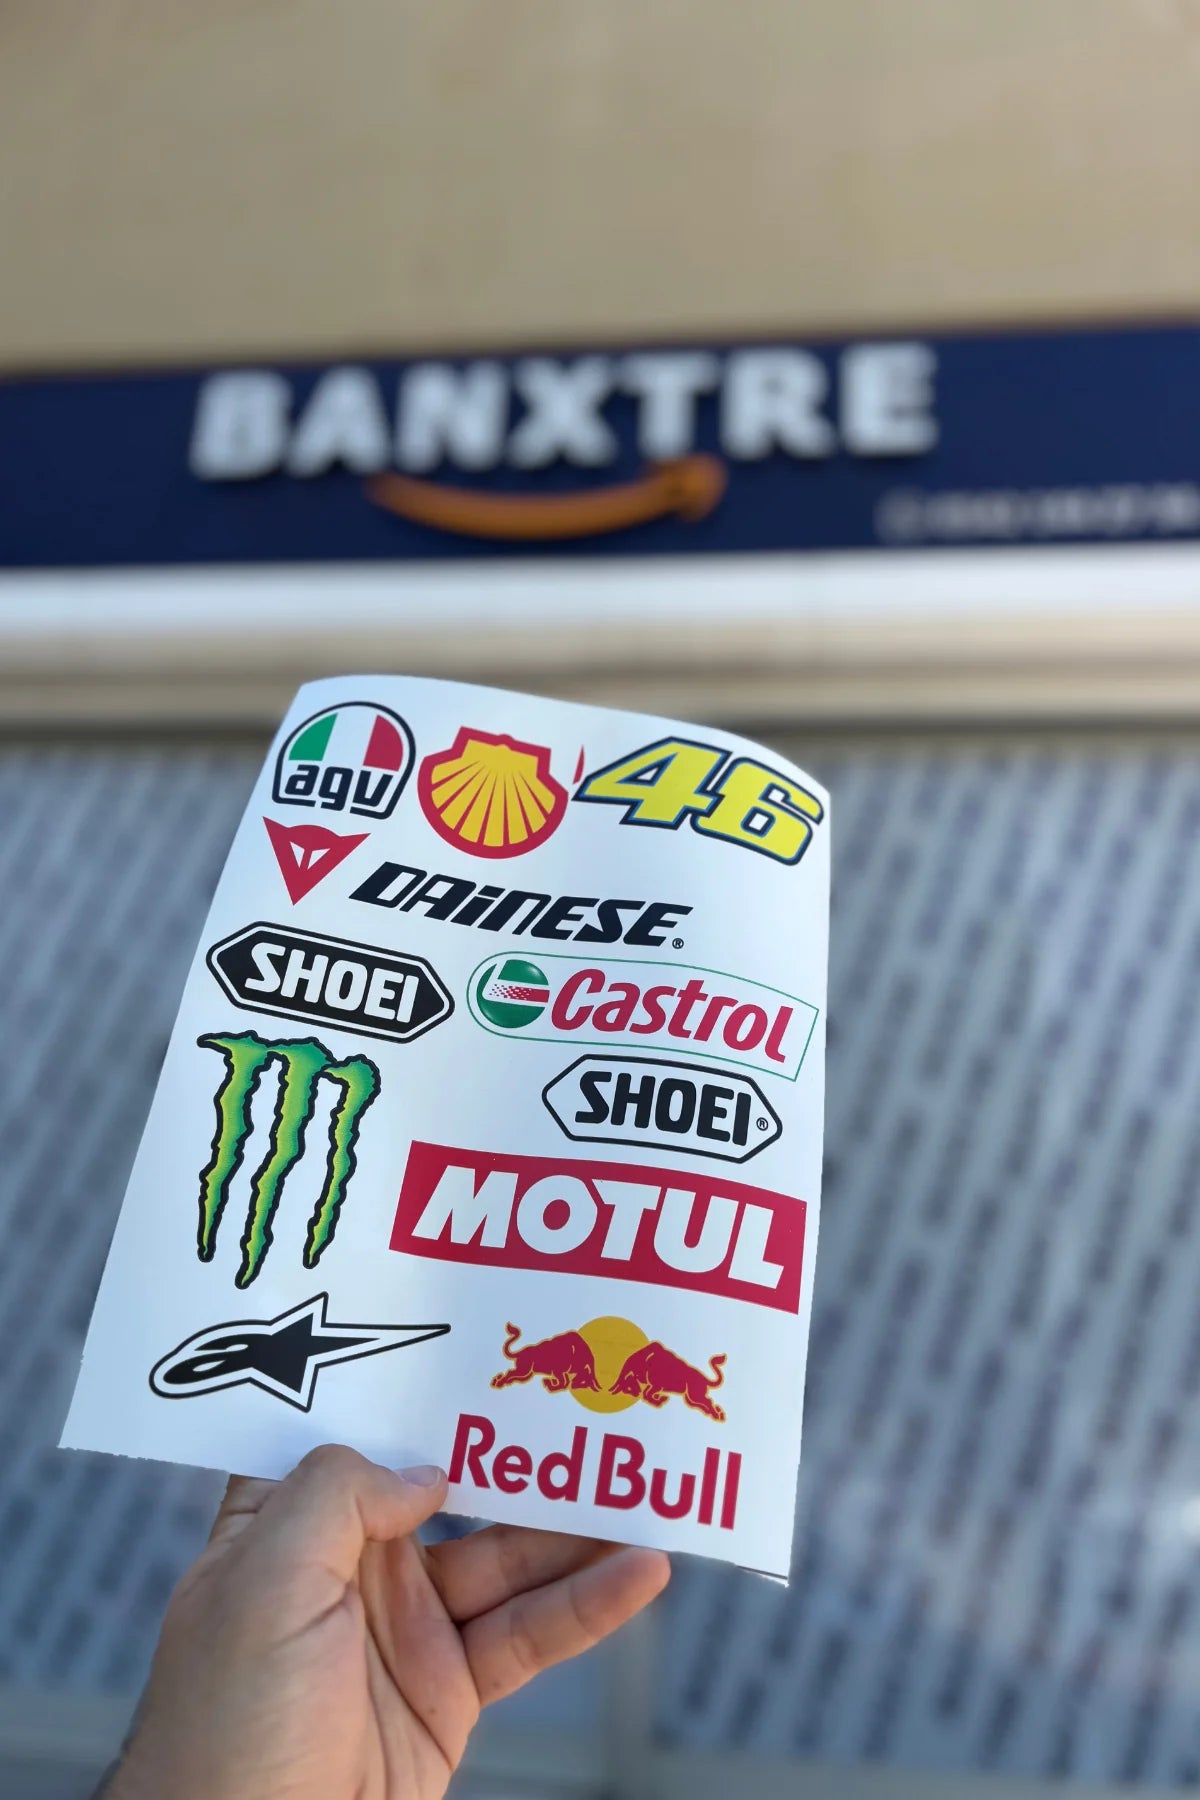 BANXTRE
agv
46
DAiNESE®
SHOEI
Castrol
SHOEI®
MOTUL
Red Bull